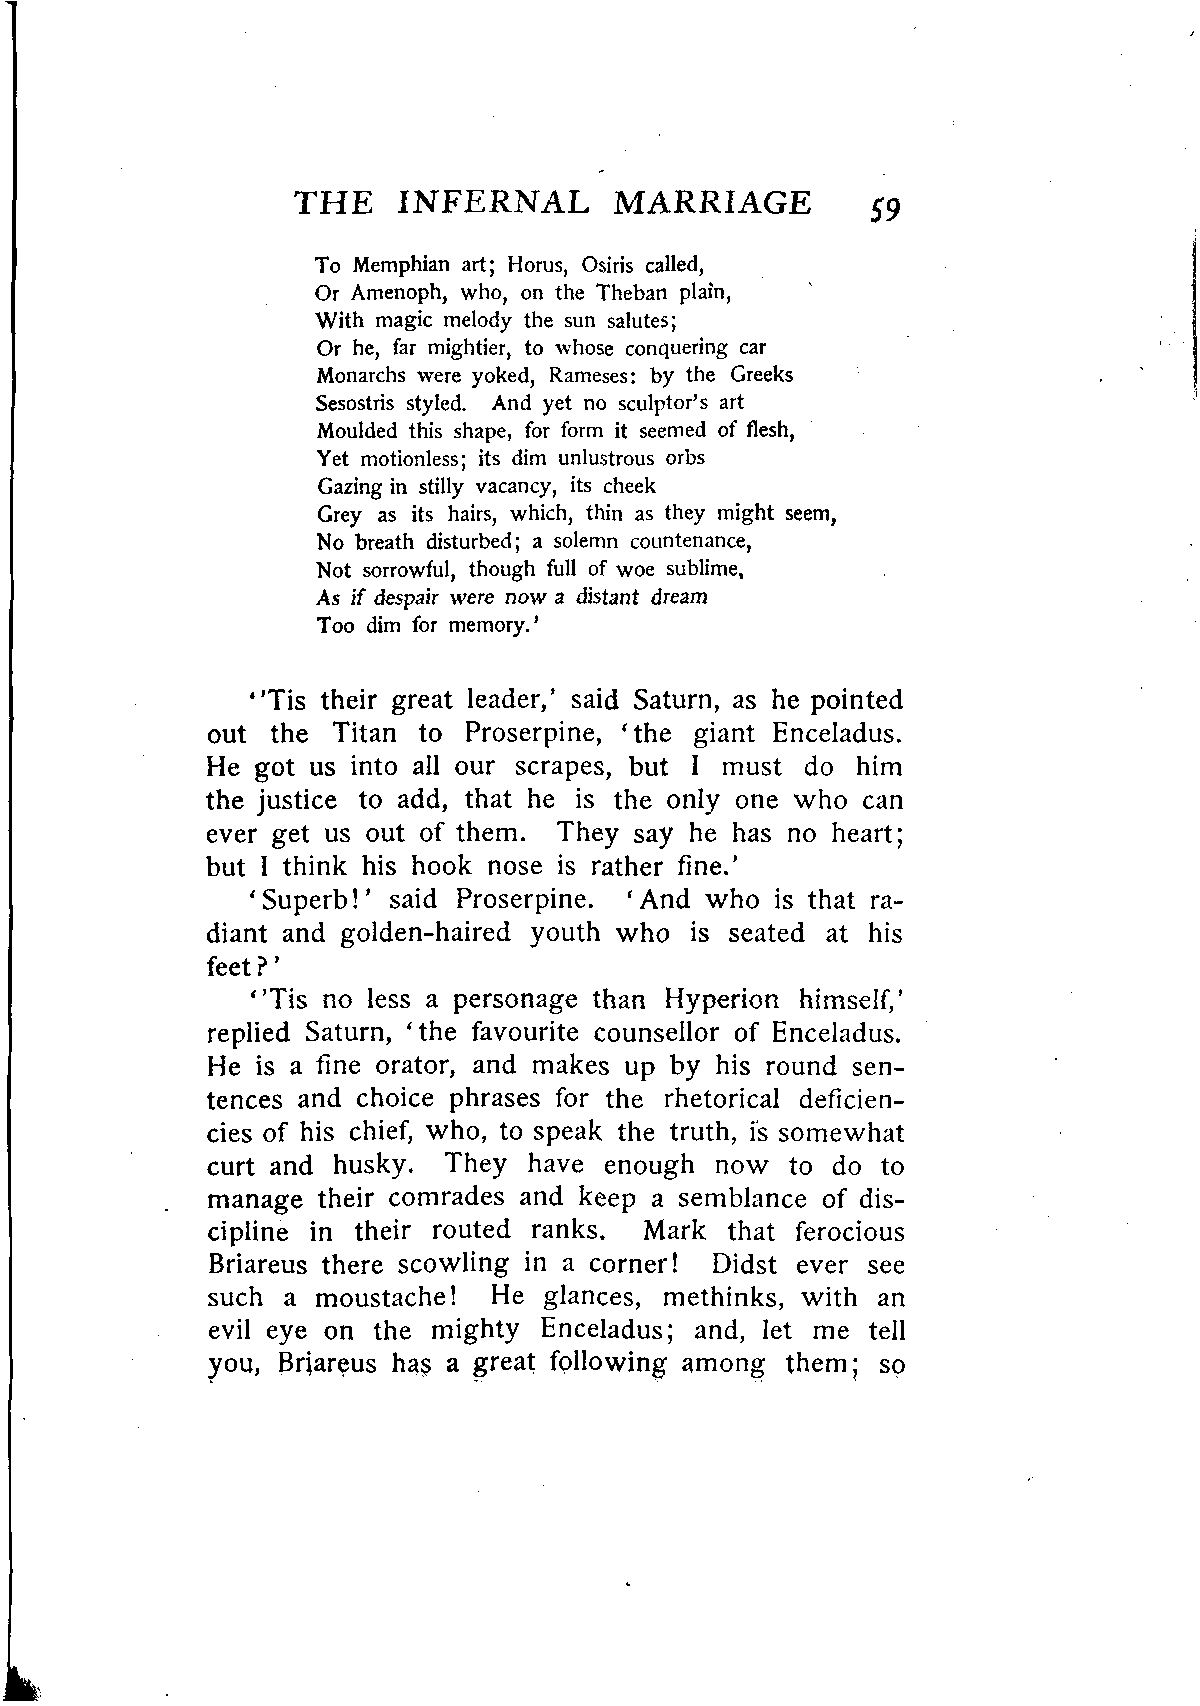 THE INFERNAL MARRIAGE 59
To Memphian art; Horus, Osiris called,
Or Amenoph, who, on the Theban plain,
With magic melody the sun salutes;
Or he, far mightier, to whose conquering car
Monarchs were yoked, Rameses: by the Greeks
Sesostris styled. And yet no sculptor's art
Moulded this shape, for form it seemed of flesh,
Yet motionless; its dim unlustrous orbs
Gazing in stilly vacancy, its cheek
Grey as its hairs, which, thin as they might seem,
No breath disturbed; a solemn countenance,
Not sorrowful, though full of woe sublime,
As if despair were now a distant dream
Too dim for memory.'
''Tis their great leader,' said Saturn, as he pointed
out the Titan to Proserpine, 'the giant Enceladus.
He got us into all our scrapes, but I must do him
the justice to add, that he is the only one who can
ever get us out of them. They say he has no heart;
but I think his hook nose is rather fine.'
'Superb!' said Proserpine. 'And who is that ra-
diant and golden-haired youth who is seated at his
feet?'
''Tis no less a personage than Hyperion himself,'
replied Saturn, 'the favourite counsellor of Enceladus.
He is a fine orator, and makes up by his round sen-
tences and choice phrases for the rhetorical deficien-
cies of his chief, who, to speak the truth, is somewhat
curt and husky. They have enough now to do to
manage their comrades and keep a semblance of dis-
cipline in their routed ranks. Mark that ferocious
Briareus there scowling in a corner! Didst ever see
such a moustache! He glances, methinks, with an
evil eye on the mighty Enceladus; and, let me tell
you, Briareus has a great following among them; so